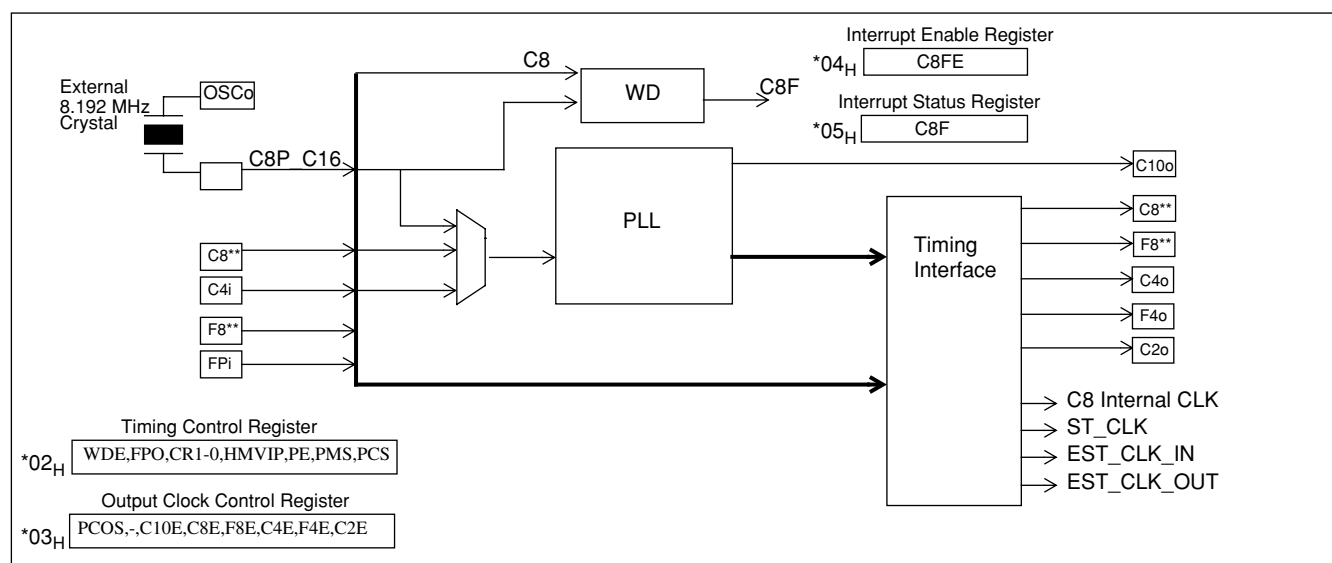 External
8.192 MHz
Crystal
OSCo
C8P_C16
C8
WD
C8F
Interrupt Enable Register
*04H
C8FE
Interrupt Status Register
*05H
C8F
PLL
C8**
C4i
F8**
FPi
Timing
Interface
C10o
C8**
F8**
C4o
F4o
C2o
C8 Internal CLK
ST_CLK
EST_CLK_IN
EST_CLK_OUT
Timing Control Register
*02H
WDE,FPO,CR1-0,HMVIP,PE,PMS,PCS
Output Clock Control Register
*03H
PCOS,-,C10E,C8E,F8E,C4E,F4E,C2E